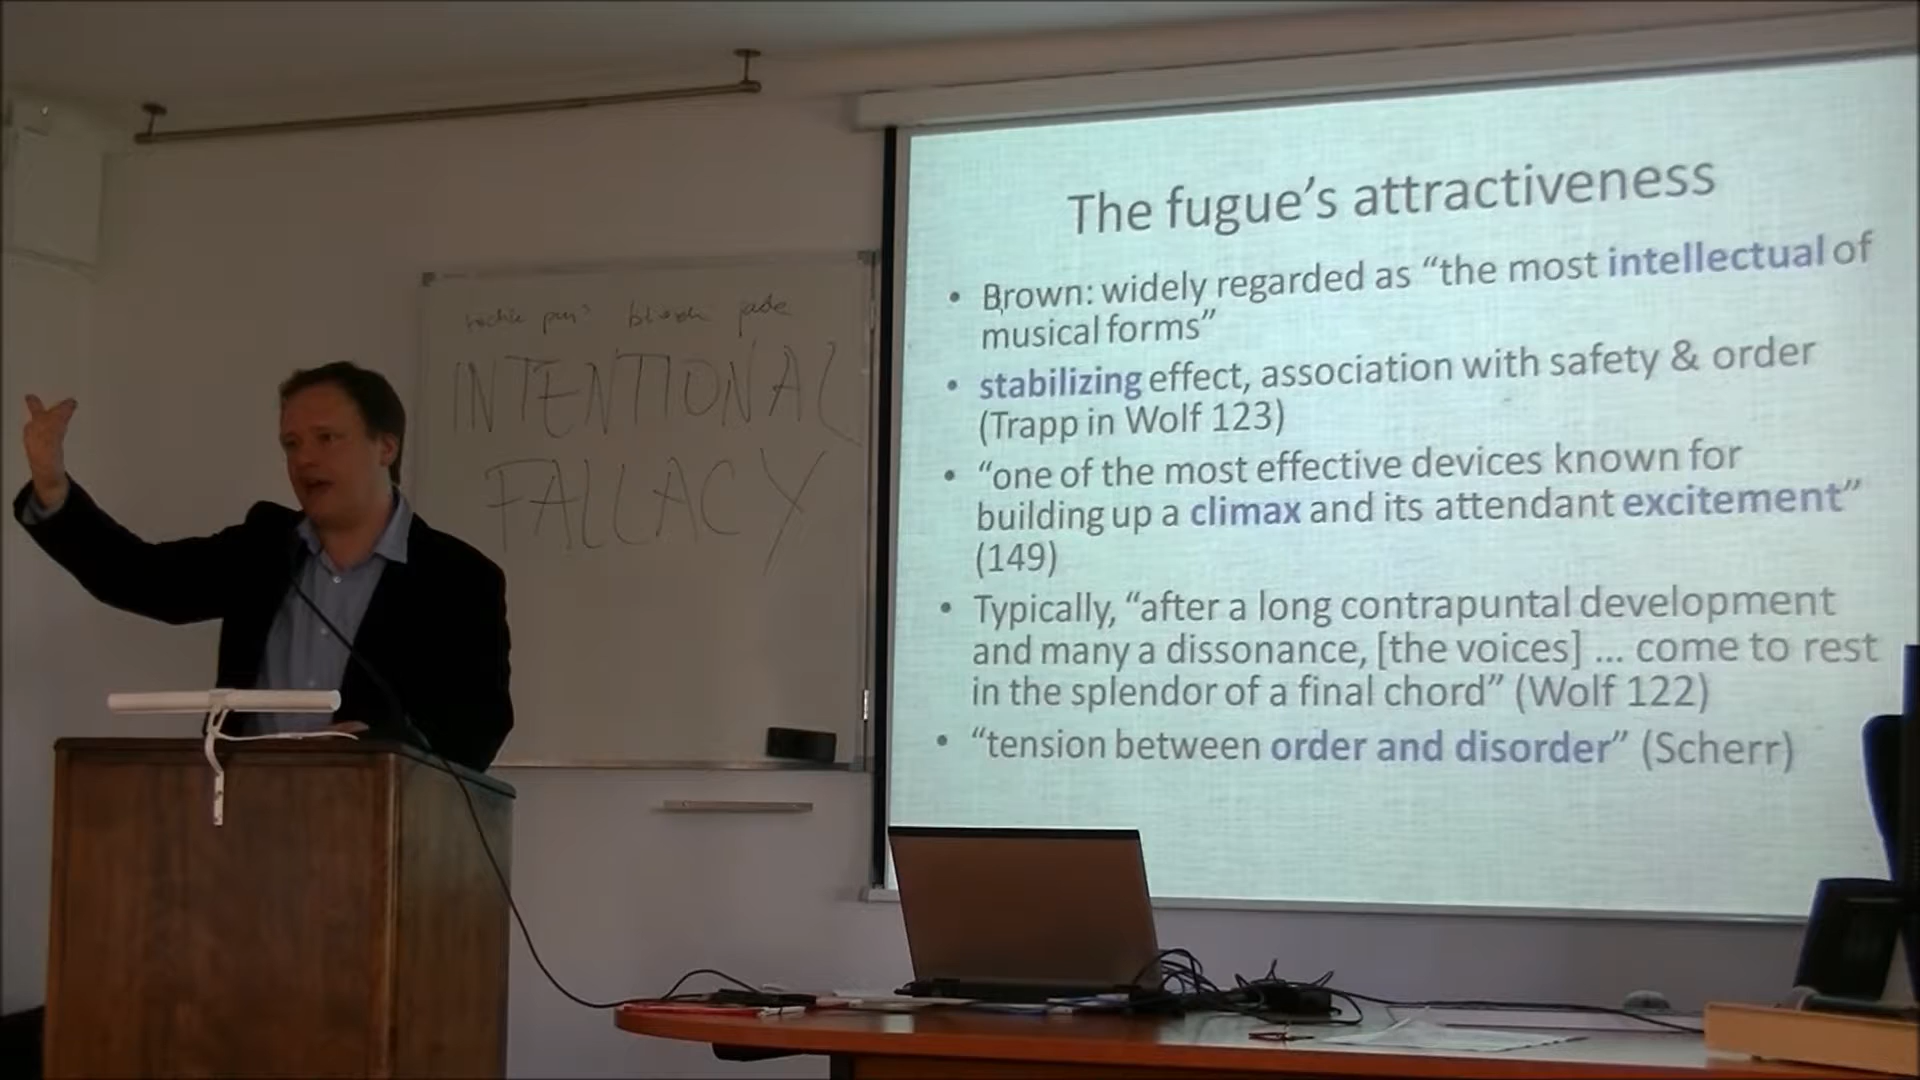 jade
INTENTIONAL
FALLACY
The fugue’s attractiveness
• Brown: widely regarded as “the most intellectual of
musical forms”
• stabilizing effect, association with safety & order
(Trapp in Wolf 123)
• “one of the most effective devices known for
building up a climax and its attendant excitement”
(149)
• Typically, “after a long contrapuntal development
and many a dissonance, [the voices] ... come to rest
in the splendor of a final chord” (Wolf 122)
• “tension between order and disorder” (Scherr)